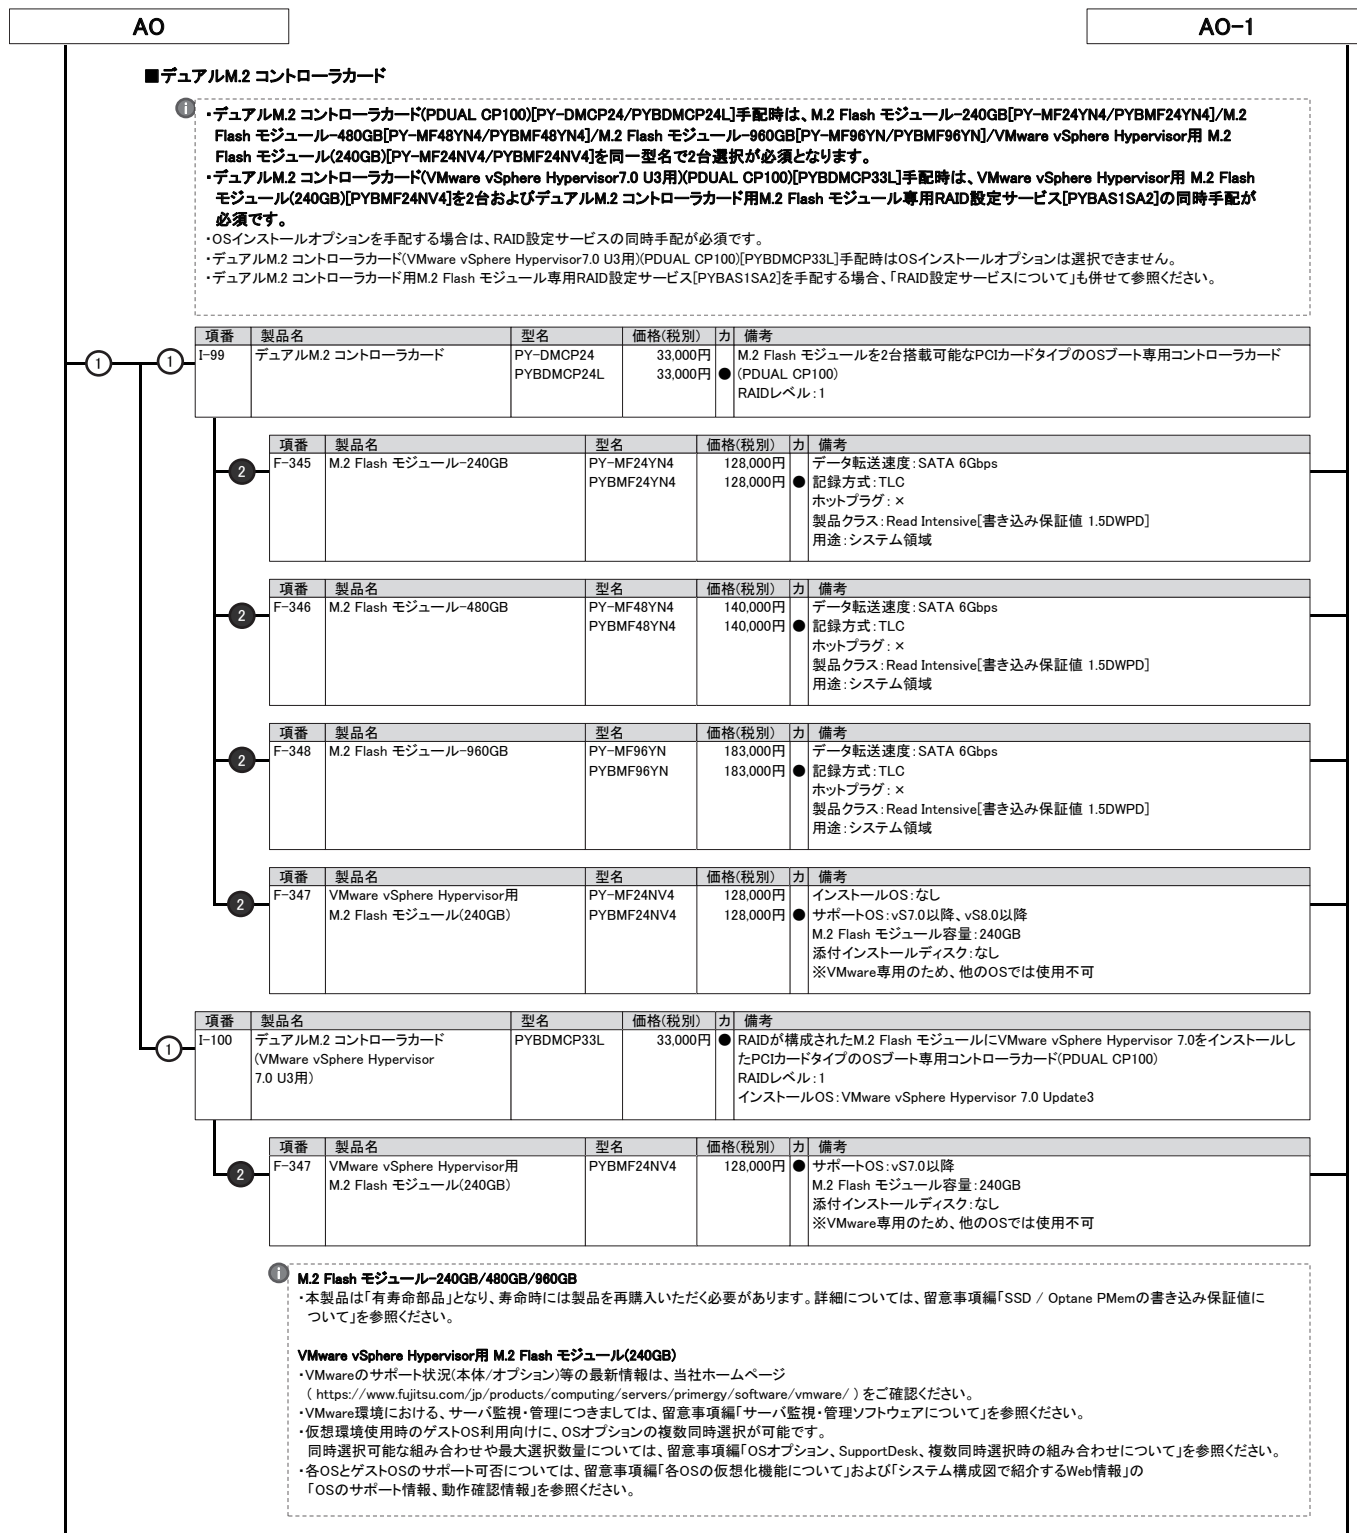 AO
AO-1
■デュアルM.2 コントローラカード
・デュアルM.2 コントローラカード(PDUAL CP100)[PY-DMCP24/PYBDMCP24L]手配時は、M.2 Flash モジュール-240GB[PY-MF24YN4/PYBMF24YN4]/M.2
Flash モジュール-480GB[PY-MF48YN4/PYBMF48YN4]/M.2 Flash モジュール-960GB[PY-MF96YN/PYBMF96YN]/VMware vSphere Hypervisor用 M.2
Flash モジュール(240GB)[PY-MF24NV4/PYBMF24NV4]を同一型名で2台選択が必須となります。
・デュアルM.2 コントローラカード(VMware vSphere Hypervisor7.0 U3用)(PDUAL CP100)[PYBDMCP33L]手配時は、VMware vSphere Hypervisor用 M.2 Flash
モジュール(240GB)[PYBMF24NV4]を2台およびデュアルM.2 コントローラカード用M.2 Flash モジュール専用RAID設定サービス[PYBAS1SA2]の同時手配が
必須です。
・OSインストールオプションを手配する場合は、RAID設定サービスの同時手配が必須です。
・デュアルM.2 コントローラカード(VMware vSphere Hypervisor7.0 U3用)(PDUAL CP100)[PYBDMCP33L]手配時はOSインストールオプションは選択できません。
・デュアルM.2 コントローラカード用M.2 Flash モジュール専用RAID設定サービス[PYBAS1SA2]を手配する場合、「RAID設定サービスについて」も併せて参照ください。
項番 製品名 型名 価格(税別) カ 備考
1 1 I-99 デュアルM.2 コントローラカード PY-DMCP24 33,000円 M.2 Flash モジュールを2台搭載可能なPCIカードタイプのOSブート専用コントローラカード
PYBDMCP24L 33,000円 ● (PDUAL CP100)
RAIDレベル:1
項番 製品名 型名 価格(税別) カ 備考
2 F-345 M.2 Flash モジュール-240GB PY-MF24YN4 128,000円 データ転送速度:SATA 6Gbps
PYBMF24YN4 128,000円 ● 記録方式:TLC
ホットプラグ:×
製品クラス:Read Intensive[書き込み保証値 1.5DWPD]
用途:システム領域
項番 製品名 型名 価格(税別) カ 備考
2 F-346 M.2 Flash モジュール-480GB PY-MF48YN4 140,000円 データ転送速度:SATA 6Gbps
PYBMF48YN4 140,000円 ● 記録方式:TLC
ホットプラグ:×
製品クラス:Read Intensive[書き込み保証値 1.5DWPD]
用途:システム領域
項番 製品名 型名 価格(税別) カ 備考
2 F-348 M.2 Flash モジュール-960GB PY-MF96YN 183,000円 データ転送速度:SATA 6Gbps
PYBMF96YN 183,000円 ● 記録方式:TLC
ホットプラグ:×
製品クラス:Read Intensive[書き込み保証値 1.5DWPD]
用途:システム領域
項番 製品名 型名 価格(税別) カ 備考
2 F-347 VMware vSphere Hypervisor用 PY-MF24NV4 128,000円 インストールOS:なし
M.2 Flash モジュール(240GB) PYBMF24NV4 128,000円 ● サポートOS:vS7.0以降、vS8.0以降
M.2 Flash モジュール容量:240GB
添付インストールディスク:なし
※VMware専用のため、他のOSでは使用不可
項番 製品名 型名 価格(税別) カ 備考
1 I-100 デュアルM.2 コントローラカード PYBDMCP33L 33,000円 ● RAIDが構成されたM.2 Flash モジュールにVMware vSphere Hypervisor 7.0をインストールし
(VMware vSphere Hypervisor たPCIカードタイプのOSブート専用コントローラカード(PDUAL CP100)
7.0 U3用) RAIDレベル:1
インストールOS:VMware vSphere Hypervisor 7.0 Update3
項番 製品名 型名 価格(税別) カ 備考
2 F-347 VMware vSphere Hypervisor用 PYBMF24NV4 128,000円 ● サポートOS:vS7.0以降
M.2 Flash モジュール(240GB) M.2 Flash モジュール容量:240GB
添付インストールディスク:なし
※VMware専用のため、他のOSでは使用不可
M.2 Flash モジュール-240GB/480GB/960GB
・本製品は「有寿命部品」となり、寿命時には製品を再購入いただく必要があります。詳細については、留意事項編「SSD / Optane PMemの書き込み保証値に
ついて」を参照ください。
VMware vSphere Hypervisor用 M.2 Flash モジュール(240GB)
・VMwareのサポート状況(本体/オプション)等の最新情報は、当社ホームページ
( https://www.fujitsu.com/jp/products/computing/servers/primergy/software/vmware/ ) をご確認ください。
・VMware環境における、サーバ監視・管理につきましては、留意事項編「サーバ監視・管理ソフトウェアについて」を参照ください。
・仮想環境使用時のゲストOS利用向けに、OSオプションの複数同時選択が可能です。
同時選択可能な組み合わせや最大選択数量については、留意事項編「OSオプション、SupportDesk、複数同時選択時の組み合わせについて」を参照ください。
・各OSとゲストOSのサポート可否については、留意事項編「各OSの仮想化機能について」および「システム構成図で紹介するWeb情報」の
「OSのサポート情報、動作確認情報」を参照ください。